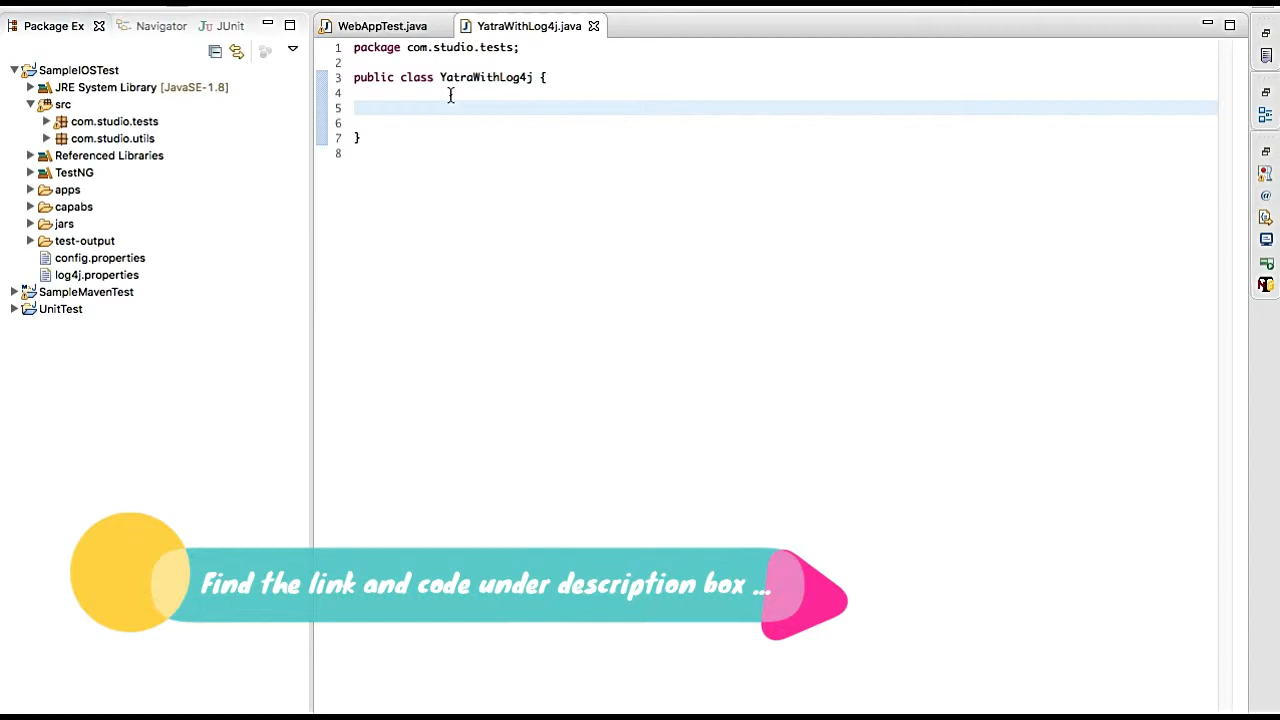 Package Ex
Navigator
JUnit
WebAppTest.java
YatraWithLog4j.java
SampleIOSTest
JRE System Library [JavaSE-1.8]
src
com.studio.tests
com.studio.utils
Referenced Libraries
TestNG
apps
capabs
jars
test-output
config.properties
log4j.properties
SampleMavenTest
UnitTest
1 package com.studio.tests;
2
3 public class YatraWithLog4j {
4
5
6
7 }
8
Find the link and code under description box ...